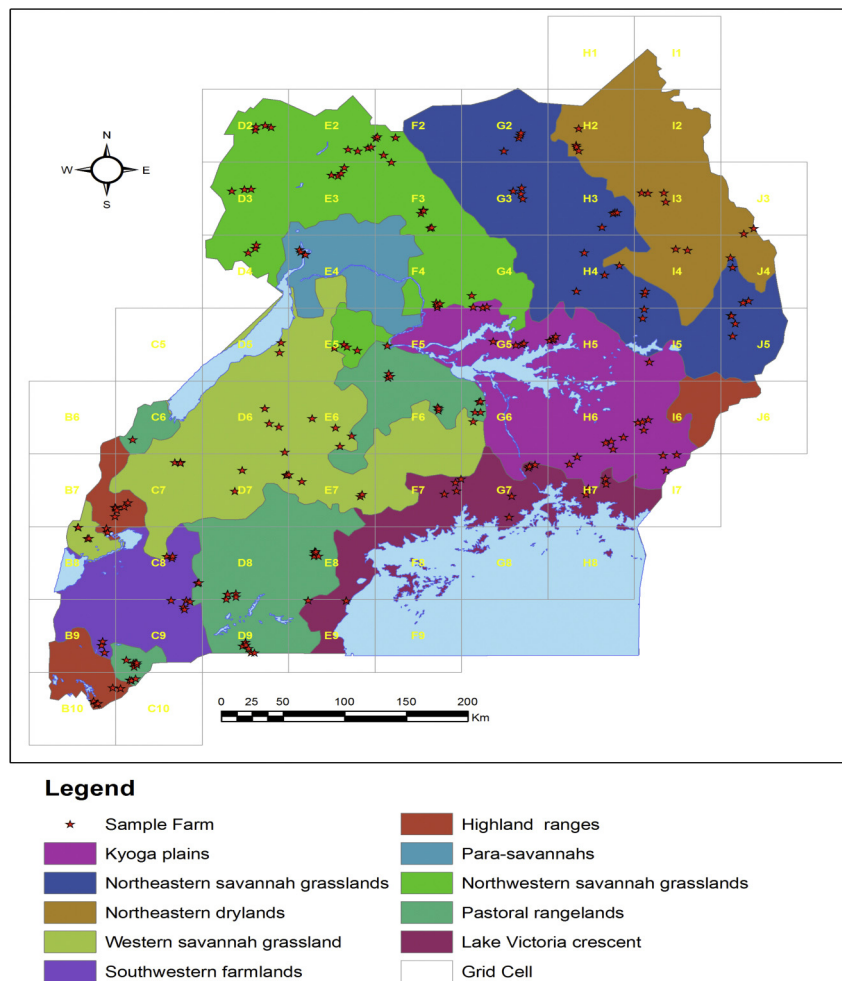 H1 I1
D2 E2 F2 G2 H2 I2
N
W E
S
D3 E3 F3 G3 H3 I3 J3
D4 E4 F4 G4 H4 I4 J4
C5 D5 E5 F5 G5 H5 I5 J5
B6 C6 D6 E6 F6 G6 H6 I6 J6
B7 C7 D7 E7 F7 G7 H7 I7
B8 C8 D8 E8 F8 G8 H8
B9 C9 D9 E9 F9
B10 C10
0 25 50 100 150 200
Km
Legend
Sample Farm
Highland ranges
Kyoga plains
Para-savannahs
Northeastern savannah grasslands
Northwestern savannah grasslands
Northeastern drylands
Pastoral rangelands
Western savannah grassland
Lake Victoria crescent
Southwestern farmlands
Grid Cell